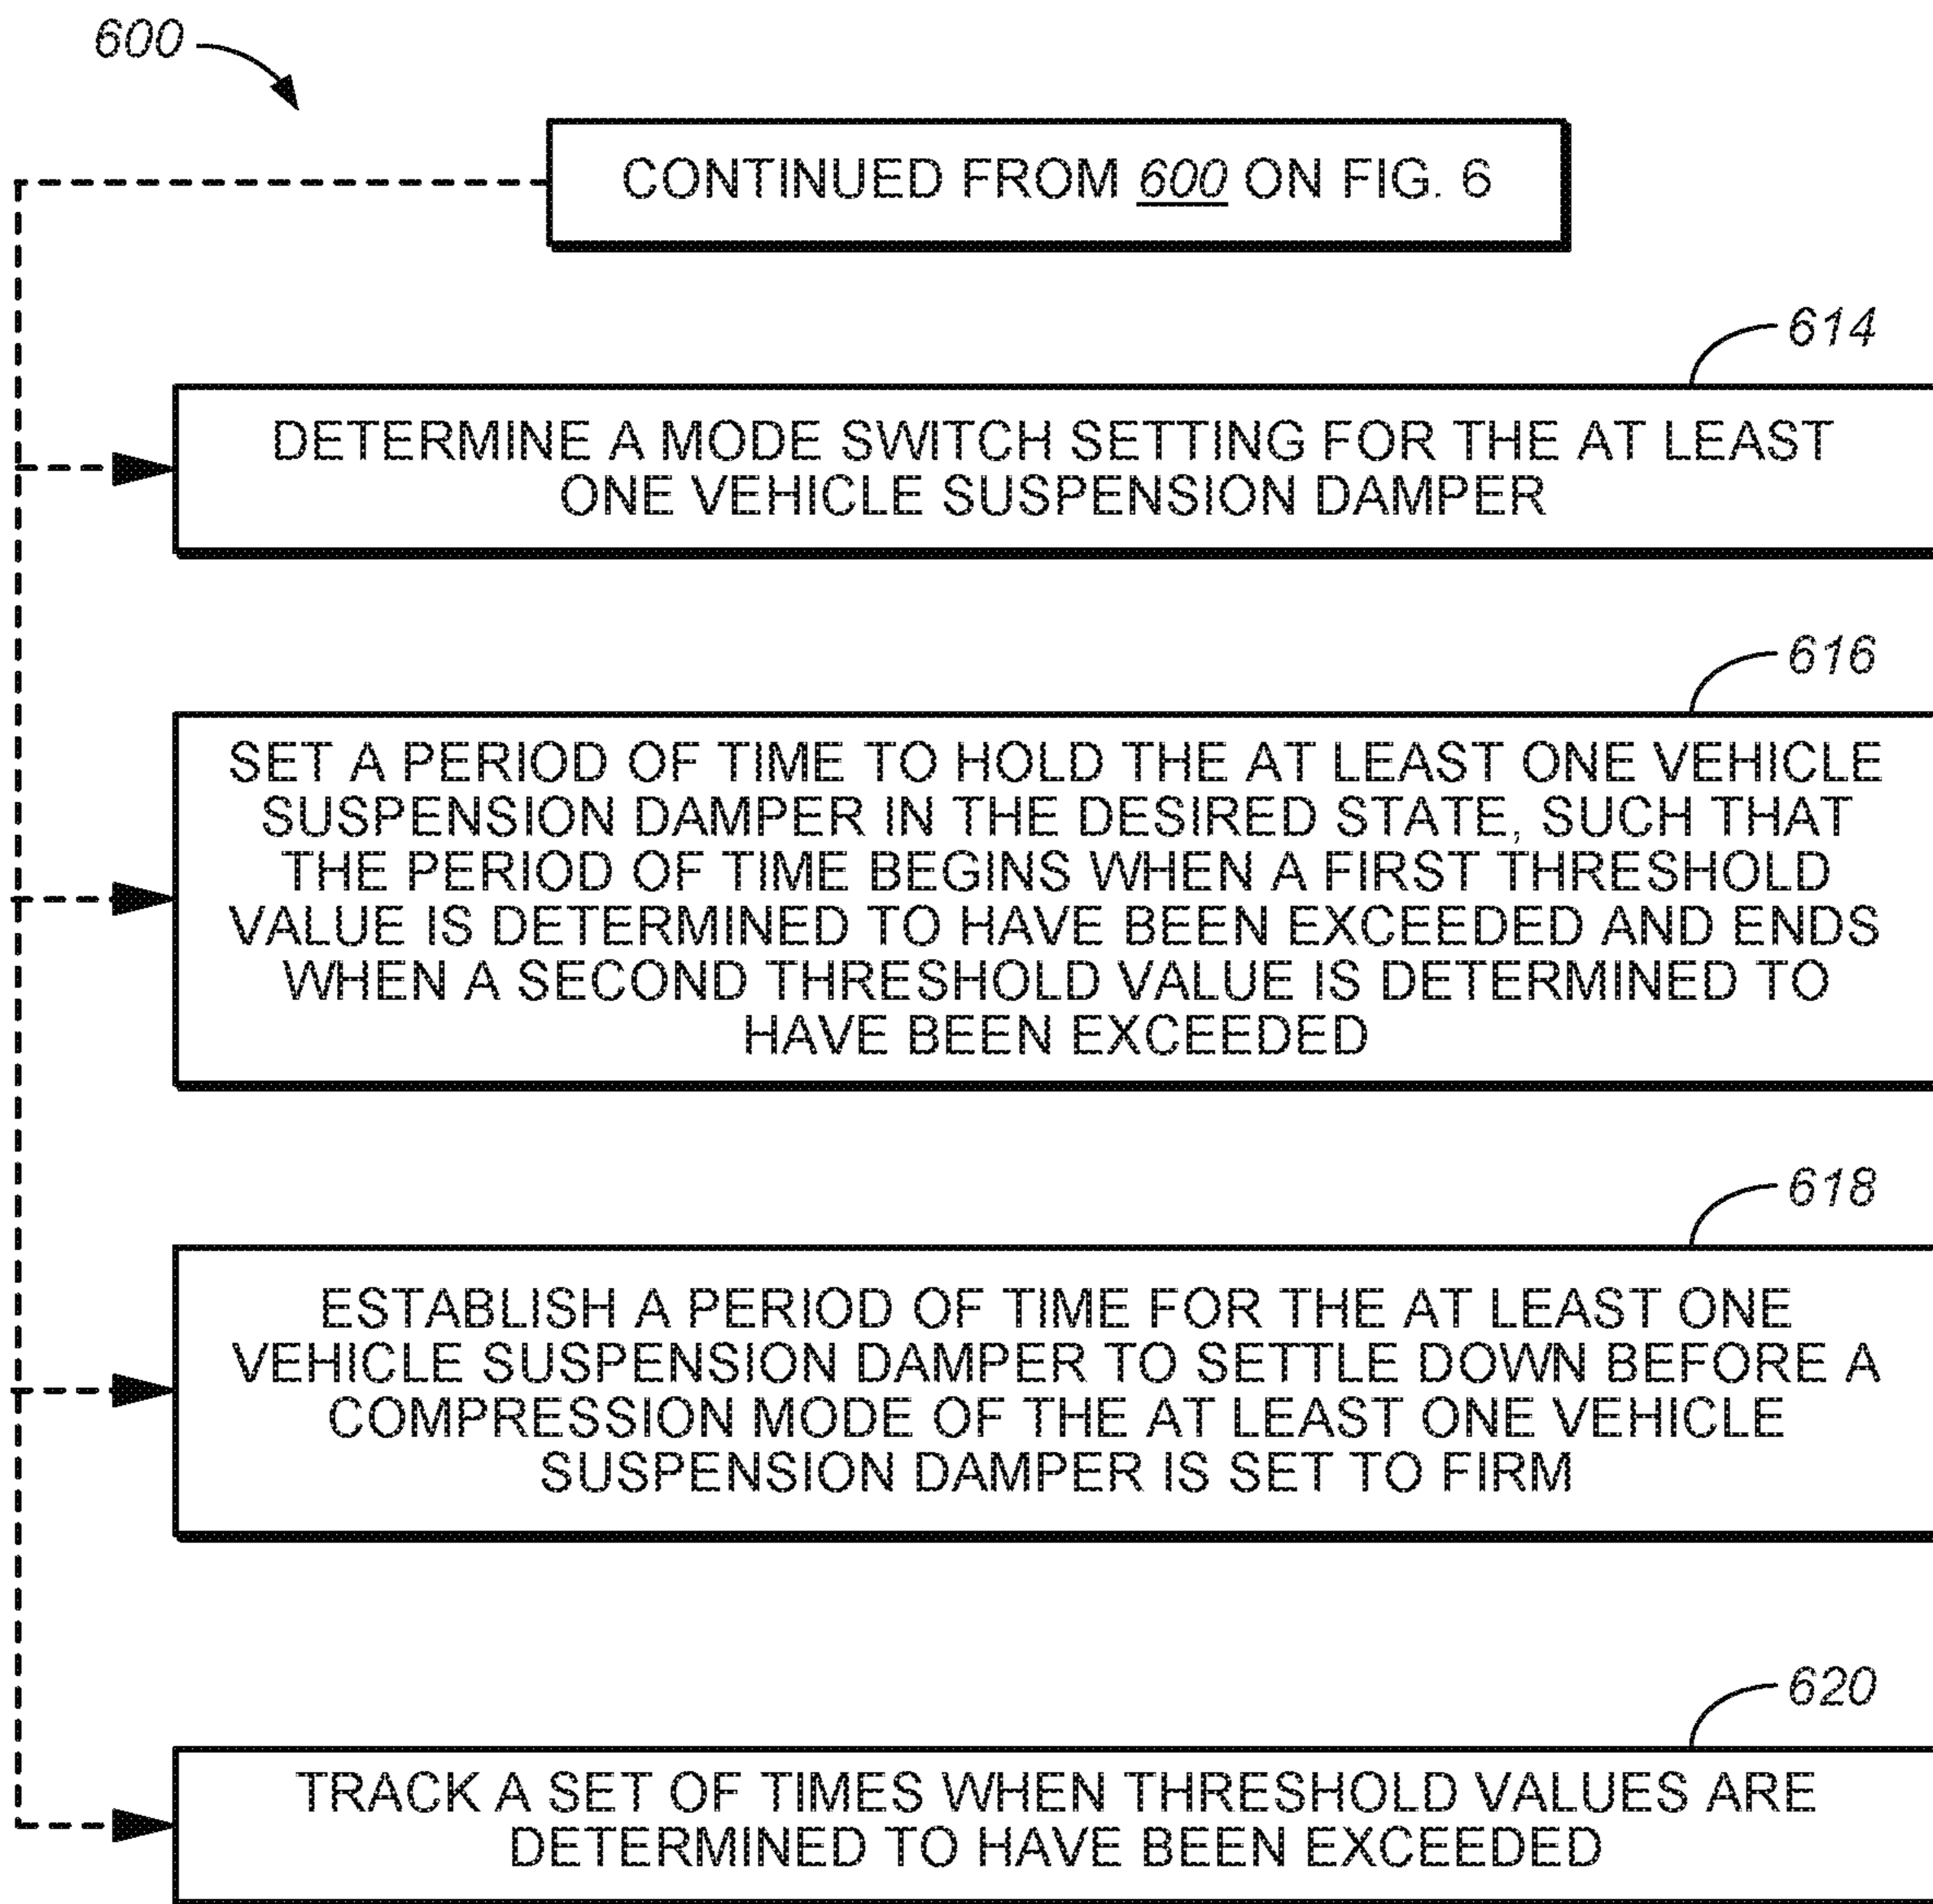 600
CONTINUED FROM 600 ON FIG. 6
614
DETERMINE A MODE SWITCH SETTING FOR THE AT LEAST
ONE VEHICLE SUSPENSION DAMPER
616
SET A PERIOD OF TIME TO HOLD THE AT LEAST ONE VEHICLE
SUSPENSION DAMPER IN THE DESIRED STATE, SUCH THAT
THE PERIOD OF TIME BEGINS WHEN A FIRST THRESHOLD
VALUE IS DETERMINED TO HAVE BEEN EXCEEDED AND ENDS
WHEN A SECOND THRESHOLD VALUE IS DETERMINED TO
HAVE BEEN EXCEEDED
618
ESTABLISH A PERIOD OF TIME FOR THE AT LEAST ONE
VEHICLE SUSPENSION DAMPER TO SETTLE DOWN BEFORE A
COMPRESSION MODE OF THE AT LEAST ONE VEHICLE
SUSPENSION DAMPER IS SET TO FIRM
620
TRACK A SET OF TIMES WHEN THRESHOLD VALUES ARE
DETERMINED TO HAVE BEEN EXCEEDED